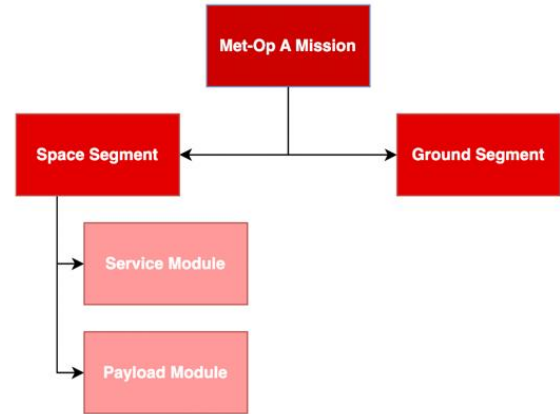 Met-Op A Mission
Space Segment
Ground Segment
Service Module
Payload Module